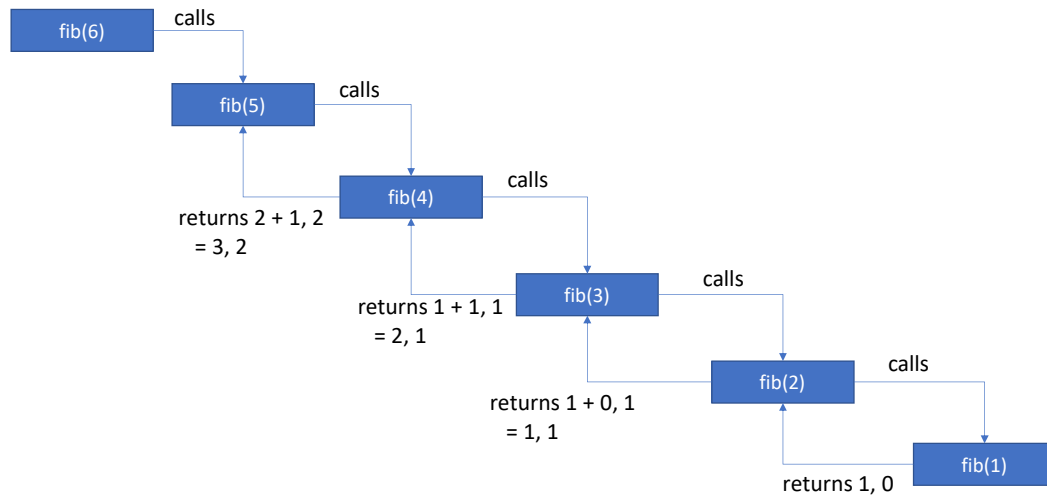 fib(6)
calls
fib(5)
calls
fib(4)
calls
returns 2 + 1, 2
= 3, 2
fib(3)
calls
returns 1 + 1, 1
= 2, 1
fib(2)
calls
returns 1 + 0, 1
= 1, 1
fib(1)
returns 1, 0